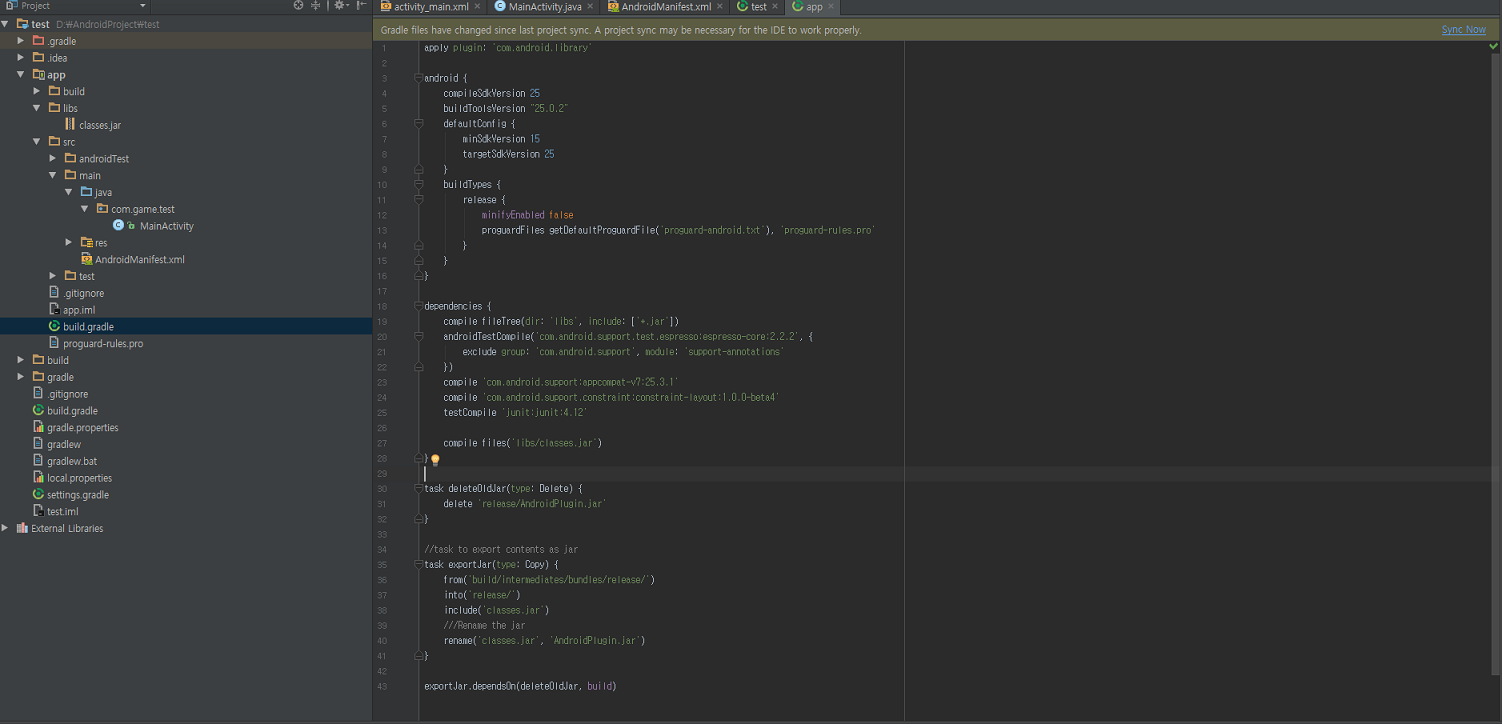 Project
activity_main.xml
MainActivity.java
AndroidManifest.xml
test
app
test D:\AndroidProject\test
.gradle
.idea
app
build
libs
classes.jar
src
androidTest
main
java
com.game.test
MainActivity
res
AndroidManifest.xml
test
.gitignore
app.iml
build.gradle
proguard-rules.pro
build
gradle
.gitignore
build.gradle
gradle.properties
gradlew
gradlew.bat
local.properties
settings.gradle
test.iml
External Libraries
Gradle files have changed since last project sync. A project sync may be necessary for the IDE to work properly. Sync Now
1 apply plugin: 'com.android.library'
2
3 android {
4 compileSdkVersion 25
5 buildToolsVersion "25.0.2"
6 defaultConfig {
7 minSdkVersion 15
8 targetSdkVersion 25
9 }
10 buildTypes {
11 release {
12 minifyEnabled false
13 proguardFiles getDefaultProguardFile('proguard-android.txt'), 'proguard-rules.pro'
14 }
15 }
16 }
17
18 dependencies {
19 compile fileTree(dir: 'libs', include: ['*.jar'])
20 androidTestCompile('com.android.support.test.espresso:espresso-core:2.2.2', {
21 exclude group: 'com.android.support', module: 'support-annotations'
22 })
23 compile 'com.android.support:appcompat-v7:25.3.1'
24 compile 'com.android.support.constraint:constraint-layout:1.0.0-beta4'
25 testCompile 'junit:junit:4.12'
26
27 compile files('libs/classes.jar')
28 }
29
30 task deleteOldJar(type: Delete) {
31 delete 'release/AndroidPlugin.jar'
32 }
33
34 //task to export contents as jar
35 task exportJar(type: Copy) {
36 from('build/intermediates/bundles/release/')
37 into('release/')
38 include('classes.jar')
39 ///Rename the jar
40 rename('classes.jar', 'AndroidPlugin.jar')
41 }
42
43 exportJar.dependsOn(deleteOldJar, build)